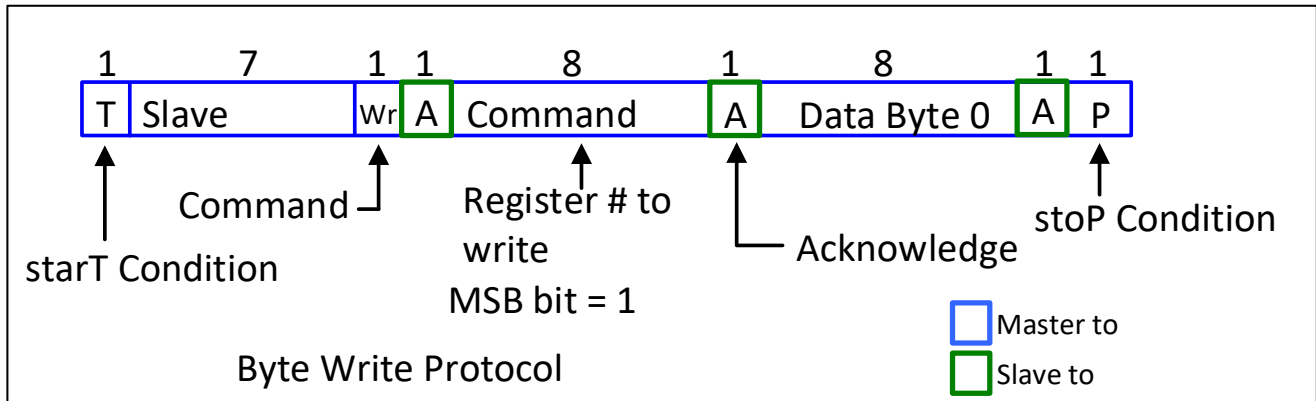 1 7 1 1 8 1 8 1 1
T Slave Wr A Command A Data Byte 0 A P
Command
Register # to
write
MSB bit = 1
Acknowledge
stoP Condition
starT Condition
Byte Write Protocol
Master to
Slave to